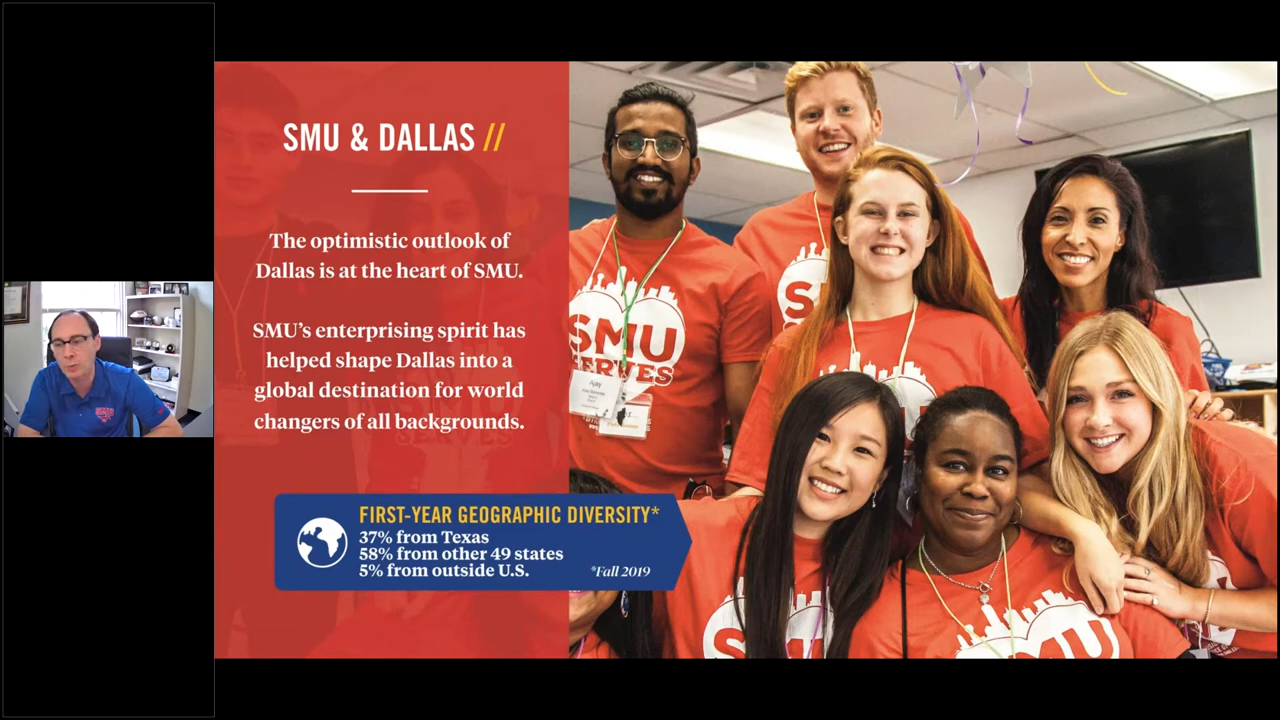 SMU & DALLAS //
The optimistic outlook of
Dallas is at the heart of SMU.
SMU's enterprising spirit has
helped shape Dallas into a
global destination for world
changers of all backgrounds.
FIRST-YEAR GEOGRAPHIC DIVERSITY*
37% from Texas
58% from other 49 states
5% from outside U.S.
*Fall 2019
SMU
SERVES
Ajay
SMU
SMU